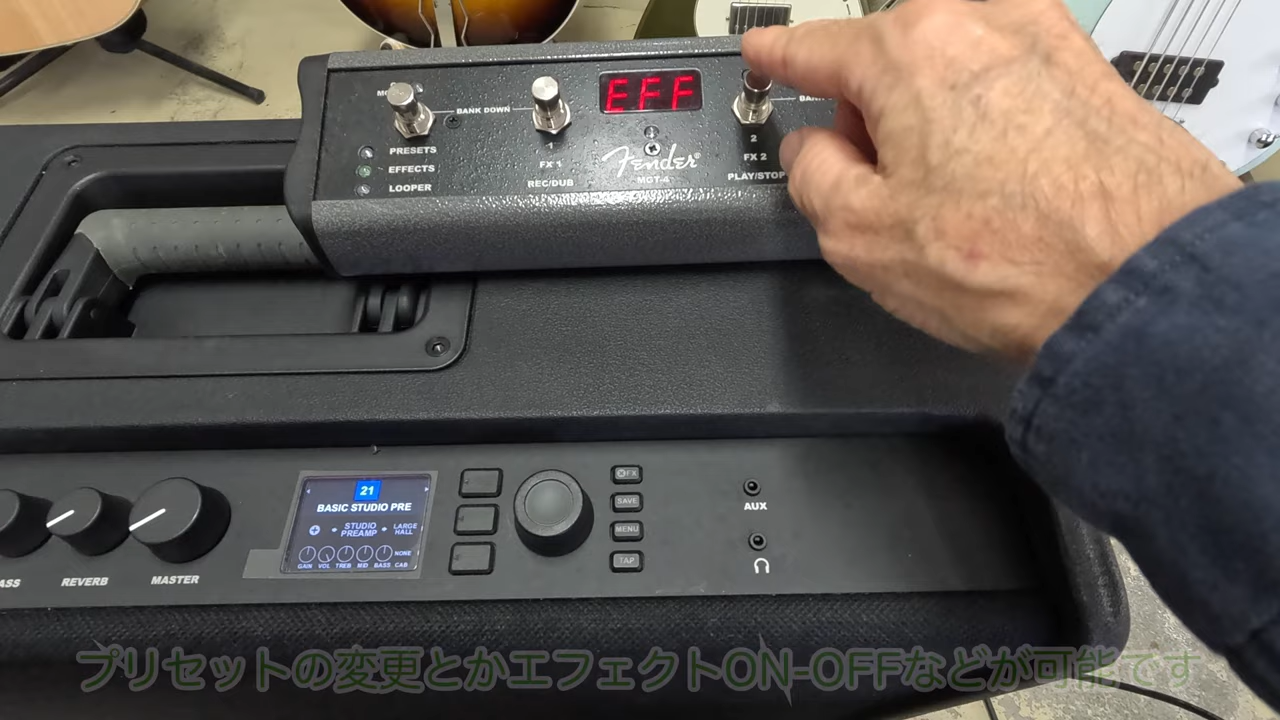 EFF
BANK DOWN
PRESETS
EFFECTS
LOOPER
1
FX 1
REC/DUB
Fender
MGT-4
2
FX 2
PLAY/STOP
21
BASIC STUDIO PRE
STUDIO PREAMP
LARGE HALL
GAIN VOL TREB MID BASS CAB
NONE
REVERB
MASTER
FX
SAVE
MENU
TAP
AUX
プリセットの変更とかエフェクトON-OFFなどが可能です